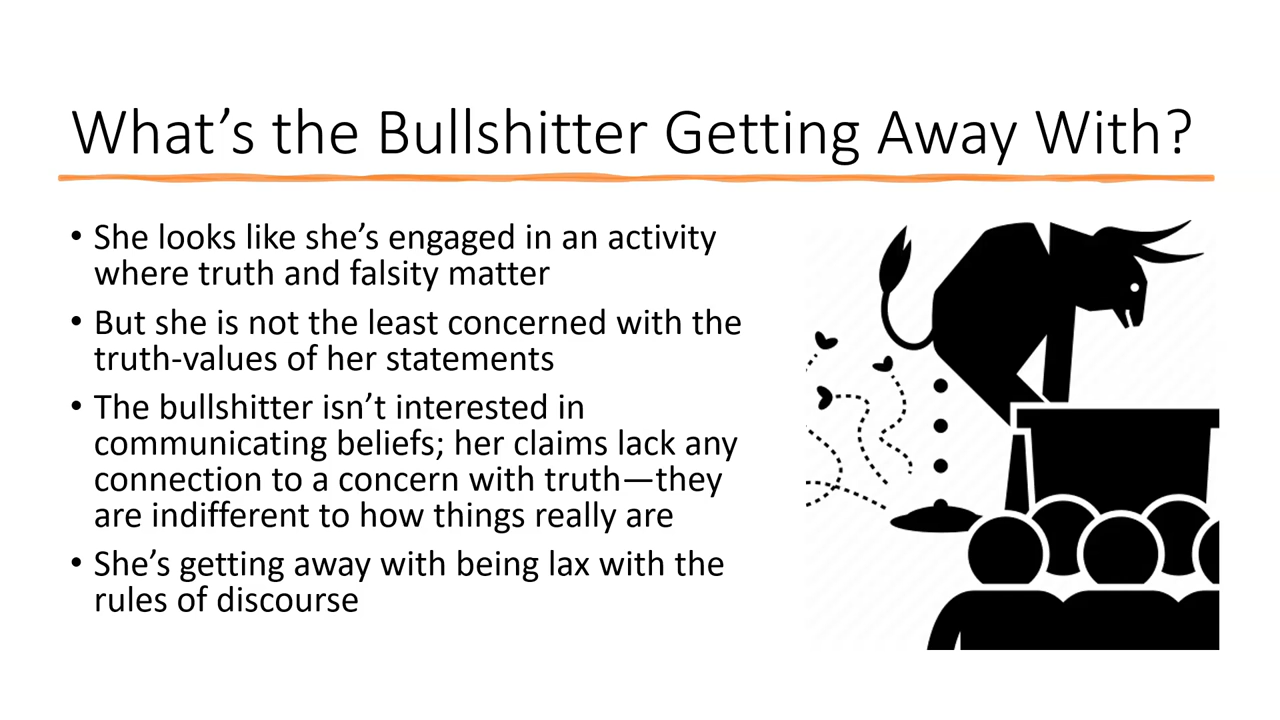 What’s the Bullshitter Getting Away With?
• She looks like she’s engaged in an activity
where truth and falsity matter
• But she is not the least concerned with the
truth-values of her statements
• The bullshitter isn’t interested in
communicating beliefs; her claims lack any
connection to a concern with truth—they
are indifferent to how things really are
• She’s getting away with being lax with the
rules of discourse